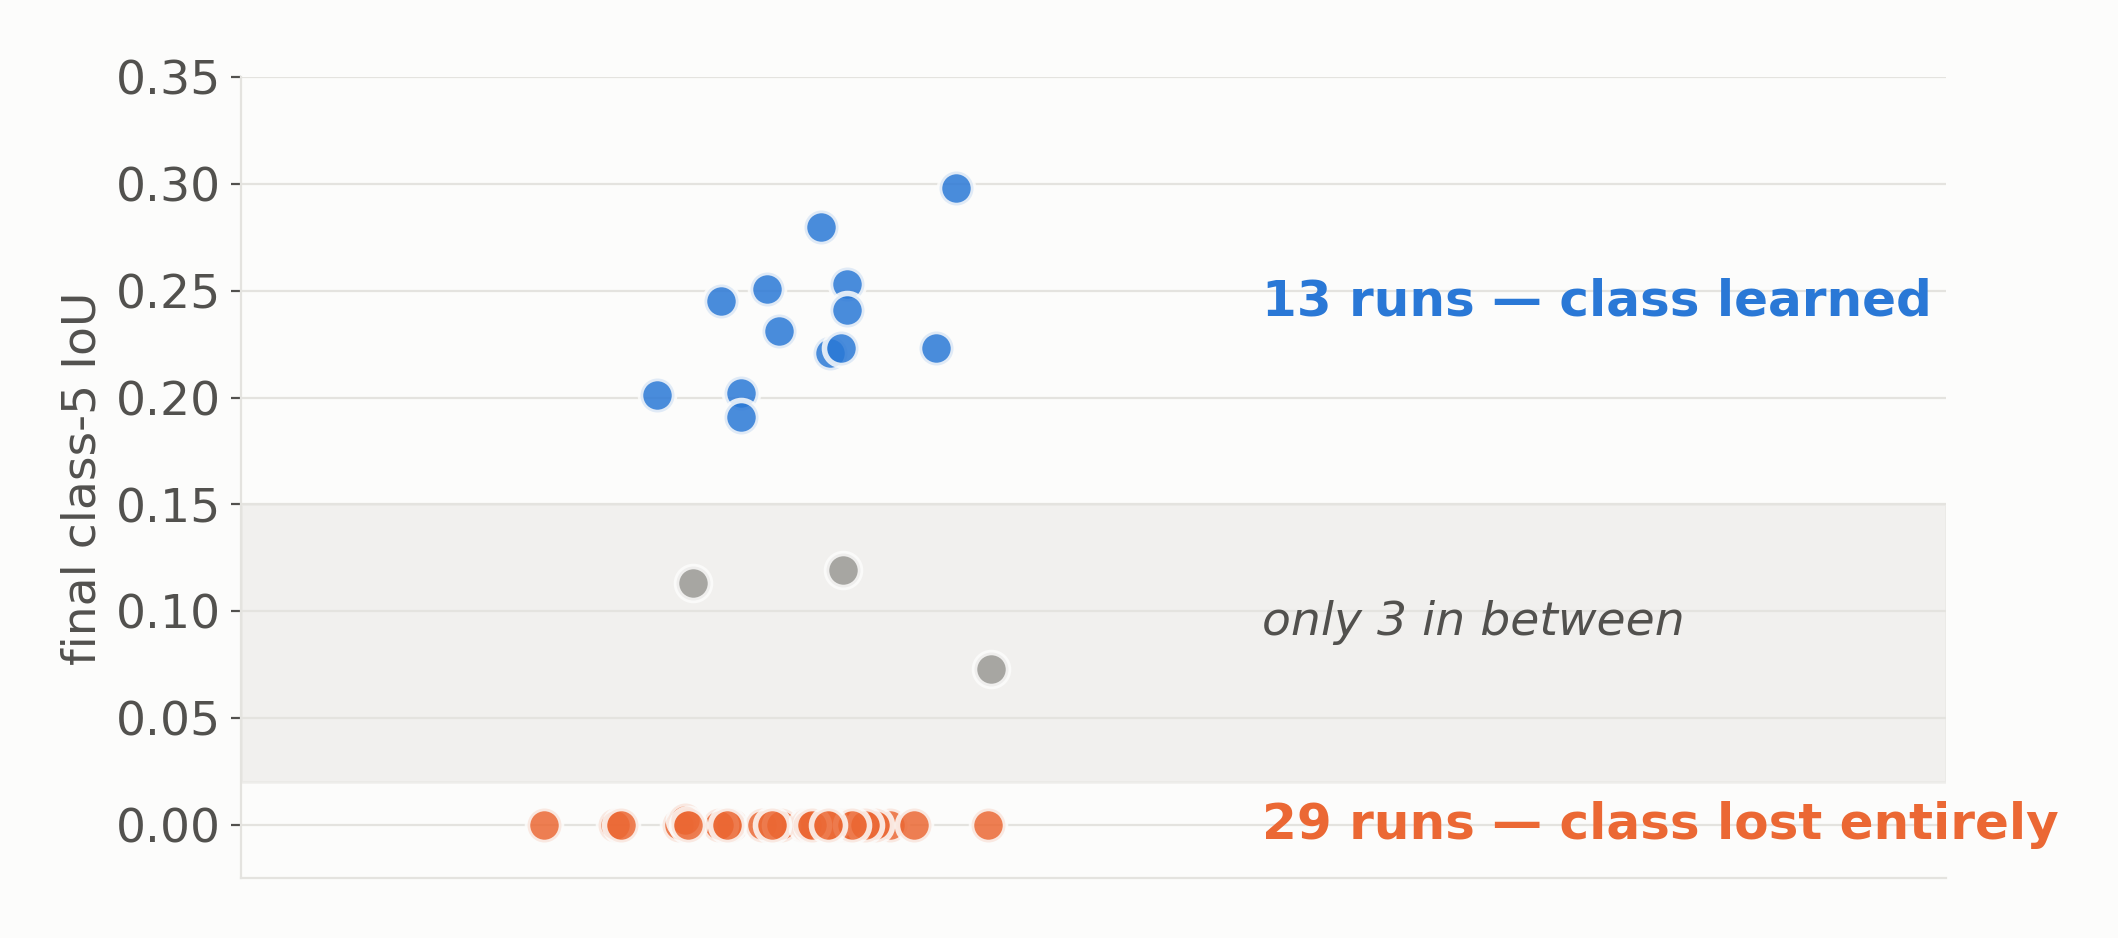 final class-5 IoU
0.35
0.30
0.25
0.20
0.15
0.10
0.05
0.00
13 runs — class learned
only 3 in between
29 runs — class lost entirely